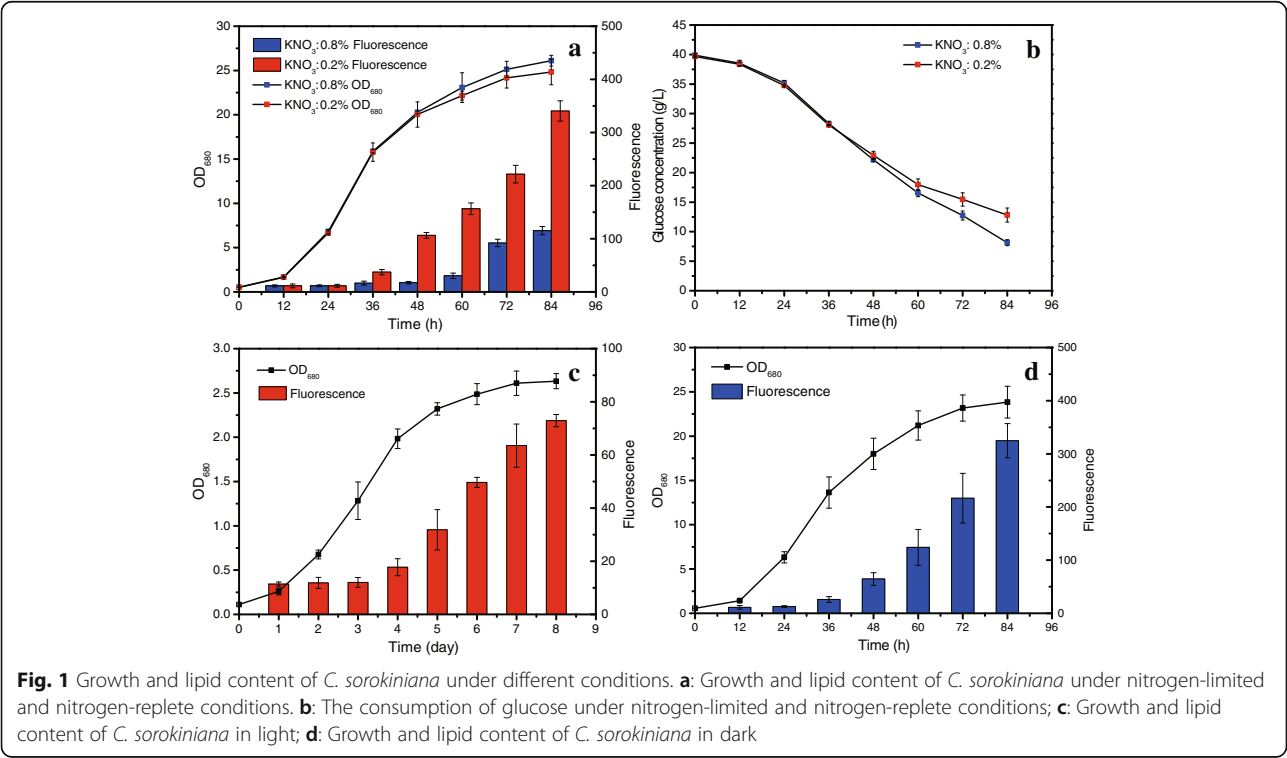 a
KNO3: 0.8% Fluorescence
KNO3: 0.2% Fluorescence
KNO3: 0.8% OD680
KNO3: 0.2% OD680
OD680
30
25
20
15
10
5
0
500
400
300
200
100
0
Fluorescence
0 12 24 36 48 60 72 84 96
Time (h)
b
KNO3: 0.8%
KNO3: 0.2%
Glucose concentration (g/L)
45
40
35
30
25
20
15
10
5
0
0 12 24 36 48 60 72 84 96
Time (h)
c
OD680
Fluorescence
OD680
3.0
2.5
2.0
1.5
1.0
0.5
0.0
100
80
60
40
20
0
Fluorescence
0 1 2 3 4 5 6 7 8 9
Time (day)
d
OD680
Fluorescence
OD680
30
25
20
15
10
5
0
500
400
300
200
100
0
Fluorescence
0 12 24 36 48 60 72 84 96
Time (h)
Fig. 1 Growth and lipid content of C. sorokiniana under different conditions. a: Growth and lipid content of C. sorokiniana under nitrogen-limited
and nitrogen-replete conditions. b: The consumption of glucose under nitrogen-limited and nitrogen-replete conditions; c: Growth and lipid
content of C. sorokiniana in light; d: Growth and lipid content of C. sorokiniana in dark